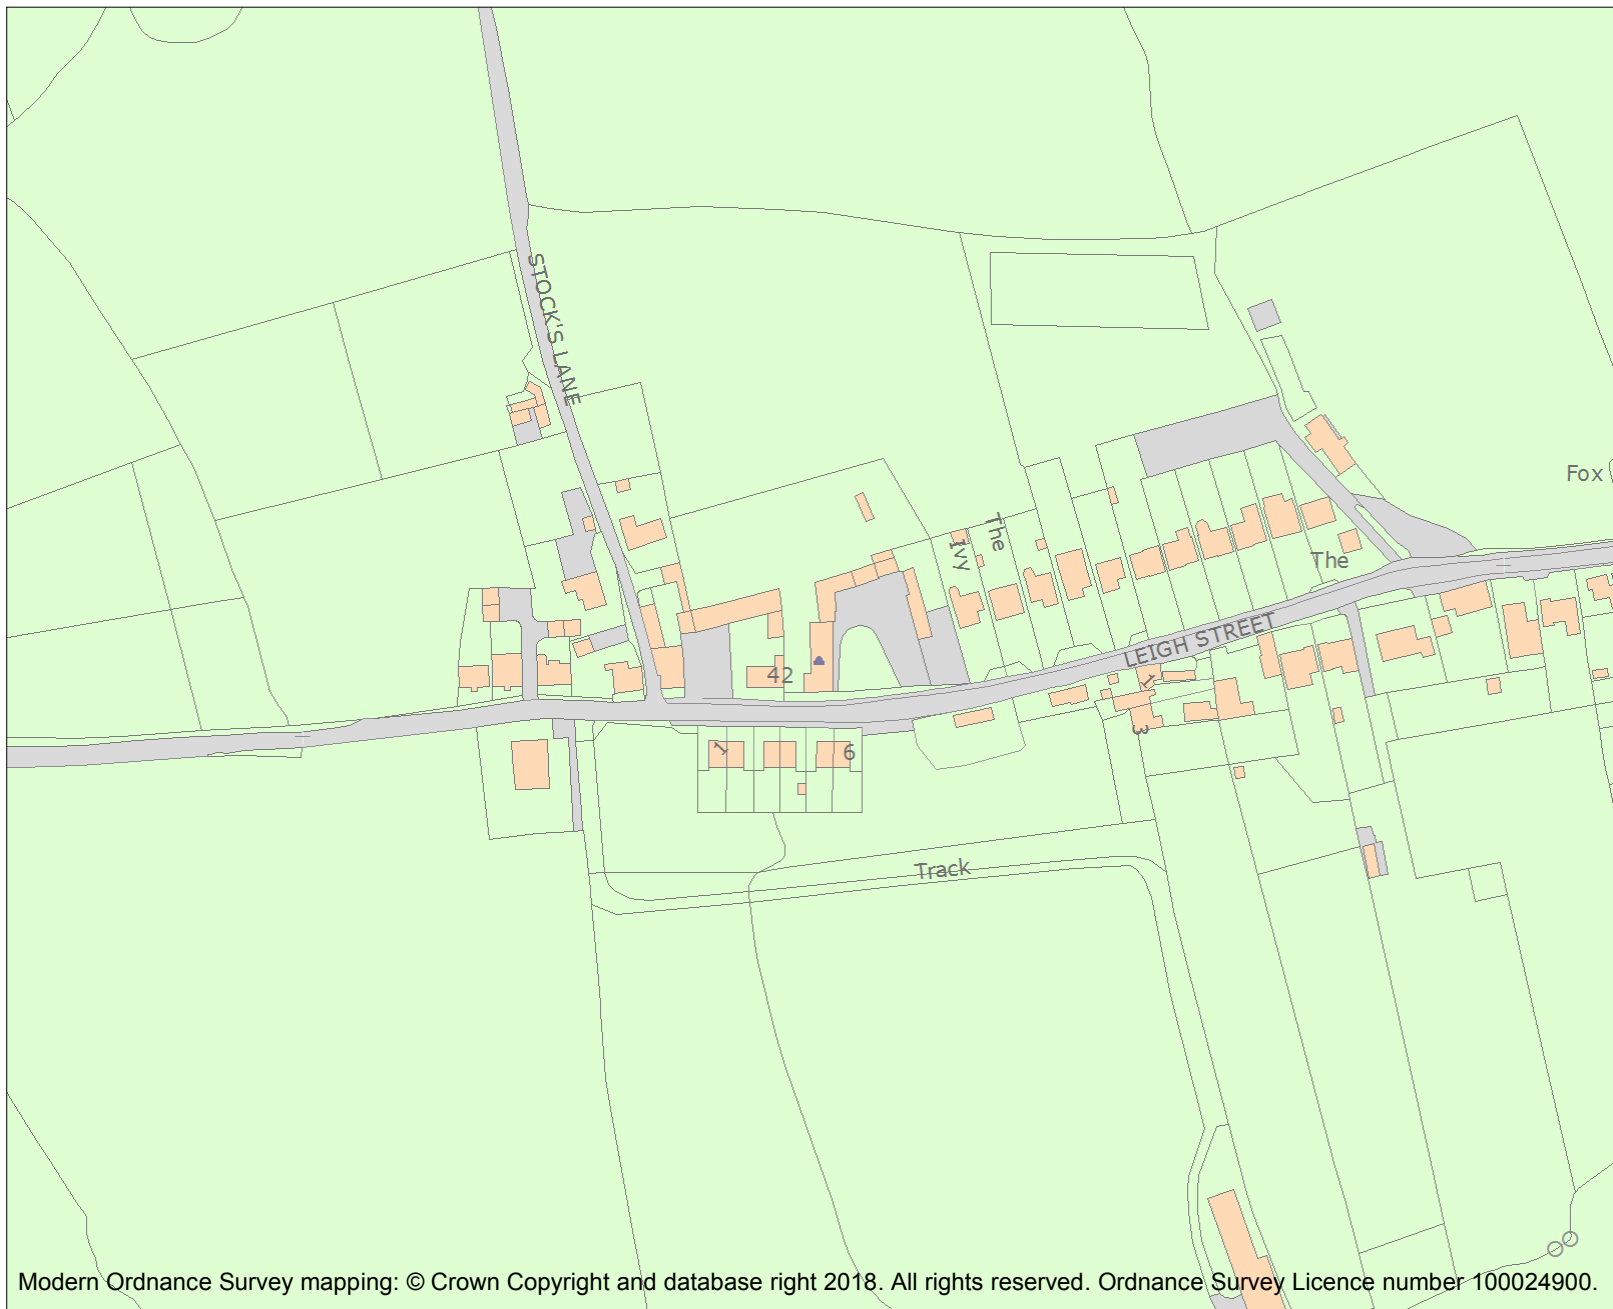 STOCK'S LANE
Fox
The
Ivy
The
LEIGH STREET
42
1
3
1
6
Track
Modern Ordnance Survey mapping: © Crown Copyright and database right 2018. All rights reserved. Ordnance Survey Licence number 100024900.